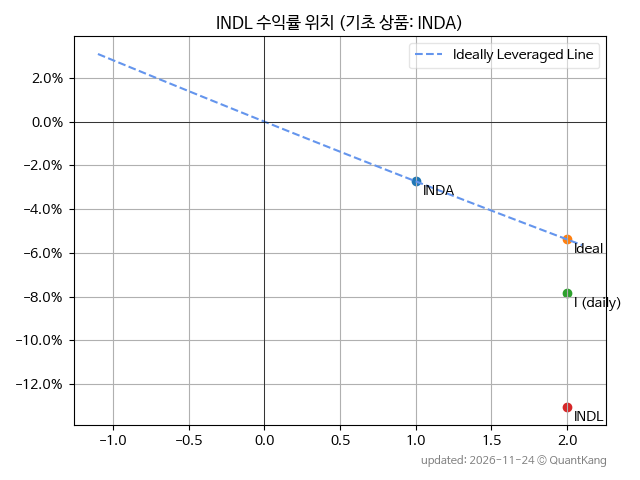 INDL 수익률 위치 (기초 상품: INDA)
Ideally Leveraged Line
2.0%
0.0%
−2.0%
−4.0%
−6.0%
−8.0%
−10.0%
−12.0%
INDA
Ideal
I (daily)
INDL
−1.0 −0.5 0.0 0.5 1.0 1.5 2.0
updated: 2026-11-24 © QuantKang